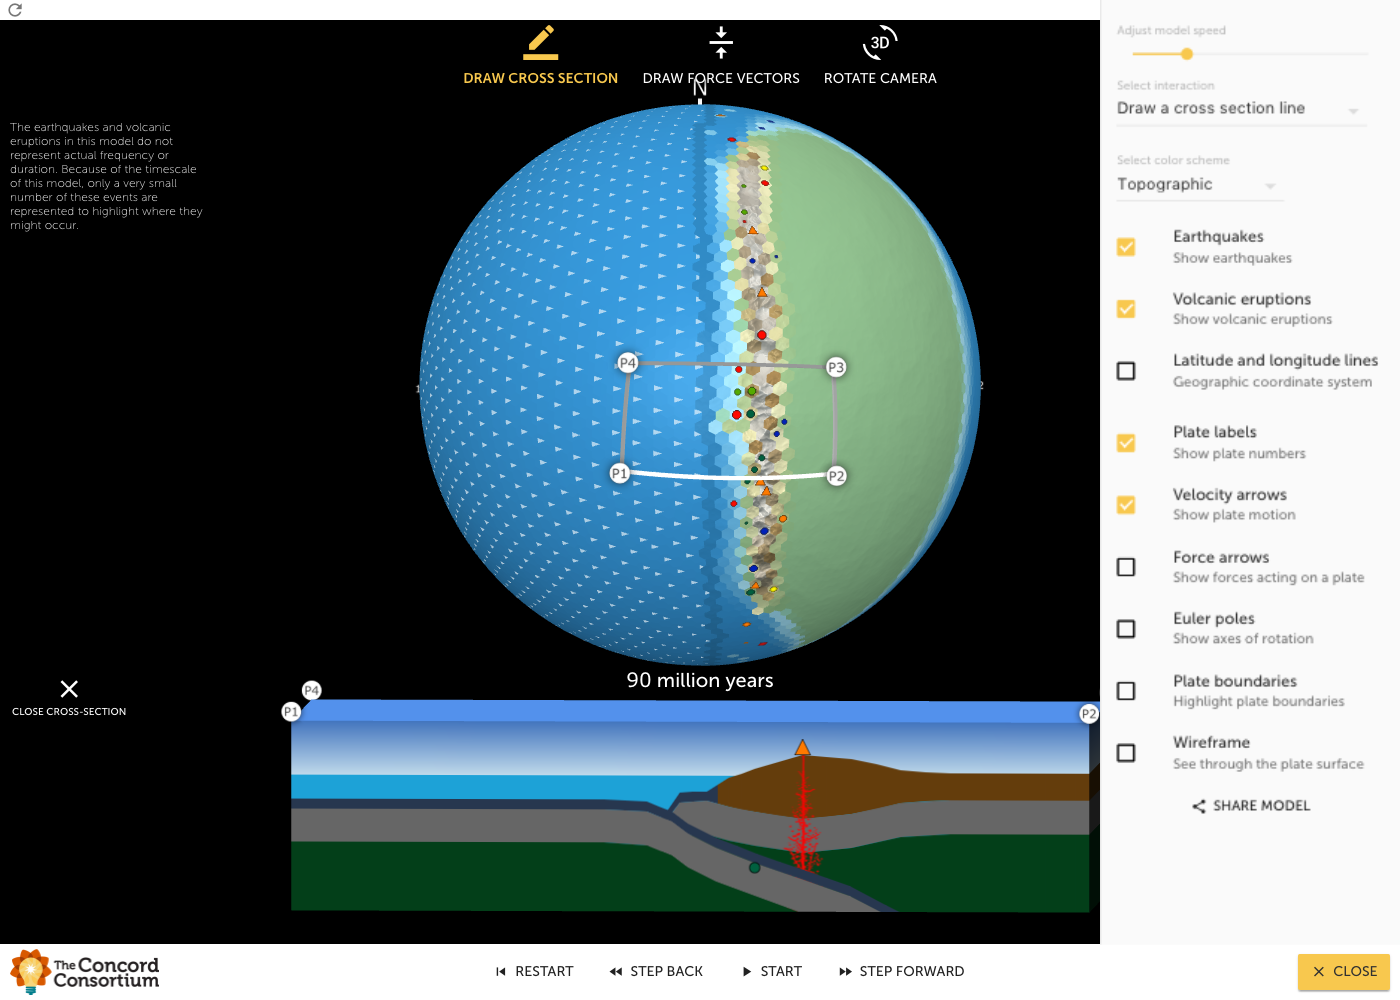 DRAW CROSS SECTION
DRAW FORCE VECTORS
3D
ROTATE CAMERA
N
The earthquakes and volcanic
eruptions in this model do not
represent actual frequency or
duration. Because of the timescale
of this model, only a very small
number of these events are
represented to highlight where they
might occur.
P4
P3
1
2
P1
P2
90 million years
CLOSE CROSS-SECTION
P4
P1
P2
Adjust model speed
Select interaction
Draw a cross section line
Select color scheme
Topographic
Earthquakes
Show earthquakes
Volcanic eruptions
Show volcanic eruptions
Latitude and longitude lines
Geographic coordinate system
Plate labels
Show plate numbers
Velocity arrows
Show plate motion
Force arrows
Show forces acting on a plate
Euler poles
Show axes of rotation
Plate boundaries
Highlight plate boundaries
Wireframe
See through the plate surface
SHARE MODEL
The Concord
Consortium
RESTART
STEP BACK
START
STEP FORWARD
CLOSE